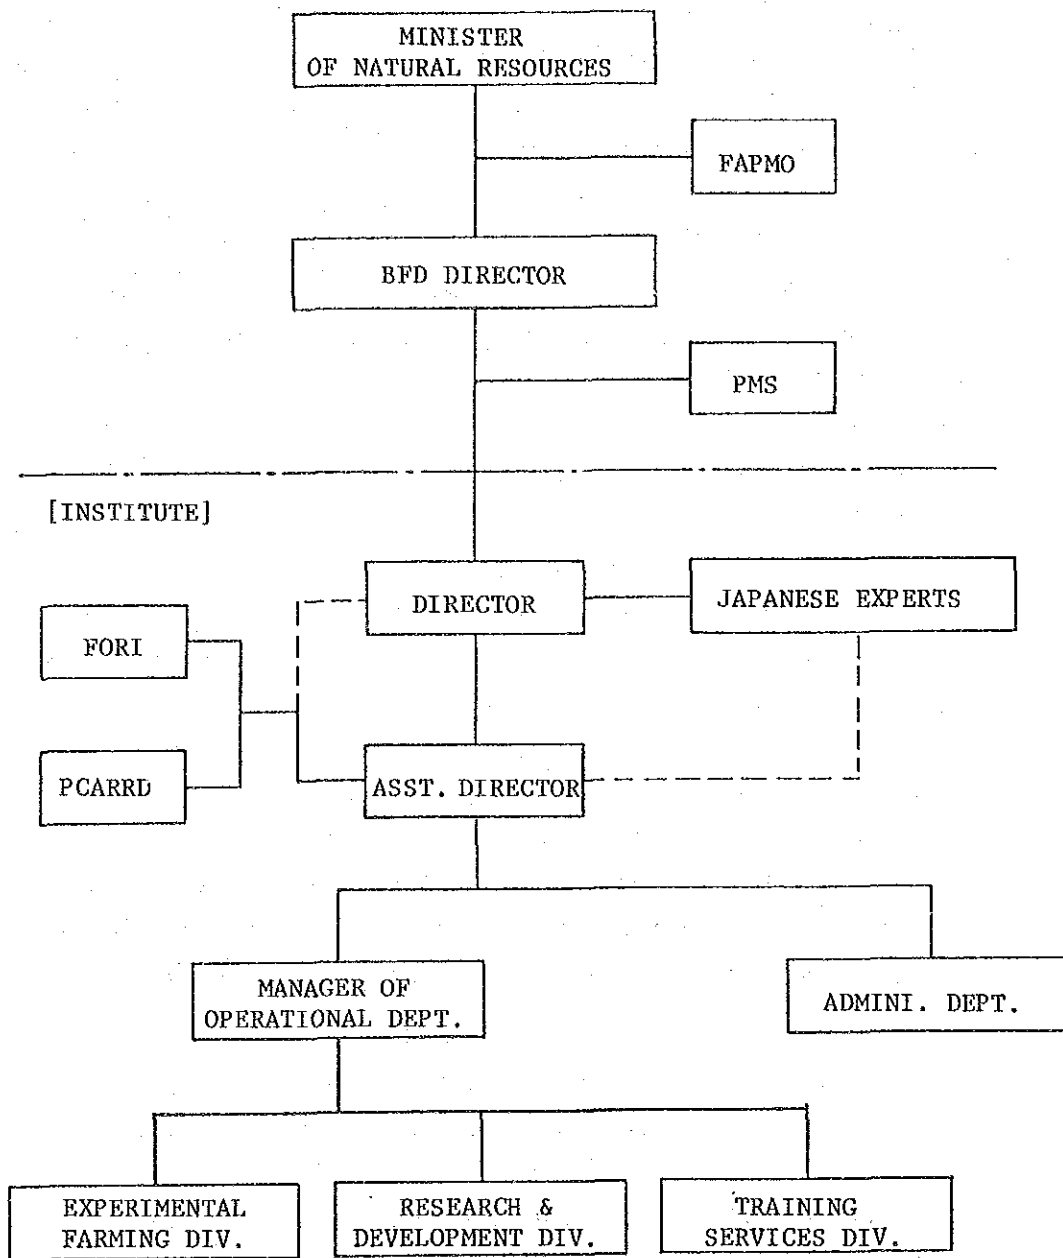 MINISTER
OF NATURAL RESOURCES
FAPMO
BFD DIRECTOR
PMS
[INSTITUTE]
DIRECTOR
JAPANESE EXPERTS
FORI
PCARRD
ASST. DIRECTOR
MANAGER OF
OPERATIONAL DEPT.
ADMINI. DEPT.
EXPERIMENTAL
FARMING DIV.
RESEARCH &
DEVELOPMENT DIV.
TRAINING
SERVICES DIV.